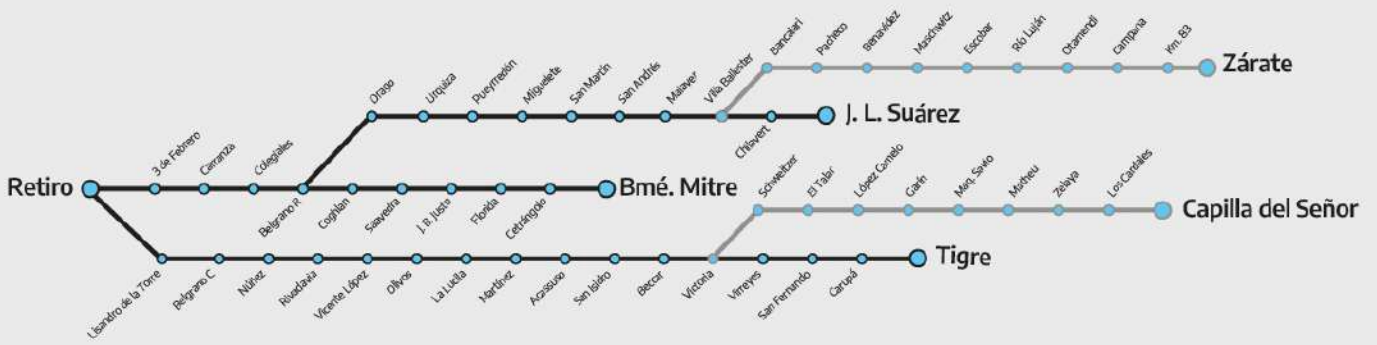 Bancalari
Pacheco
Benavídez
Maschwitz
Escobar
Río Luján
Otamendi
Campana
Km. 83
Zárate
Drago
Urquiza
Pueyrredón
Miguelete
San Martín
San Andrés
Malaver
Villa Ballester
Chilavert
J. L. Suárez
Retiro
3 de Febrero
Carranza
Colegiales
Belgrano R
Coghlan
Saavedra
J. B. Justo
Florida
Cetrángolo
Bmé. Mitre
Schweitzer
El Talar
López Camelo
Garín
Maq. Savio
Matheu
Zelaya
Los Cardales
Capilla del Señor
Lisandro de la Torre
Belgrano C
Núñez
Rivadavia
Vicente López
Olivos
La Lucila
Martínez
Acassuso
San Isidro
Beccar
Victoria
Virreyes
San Fernando
Carupá
Tigre